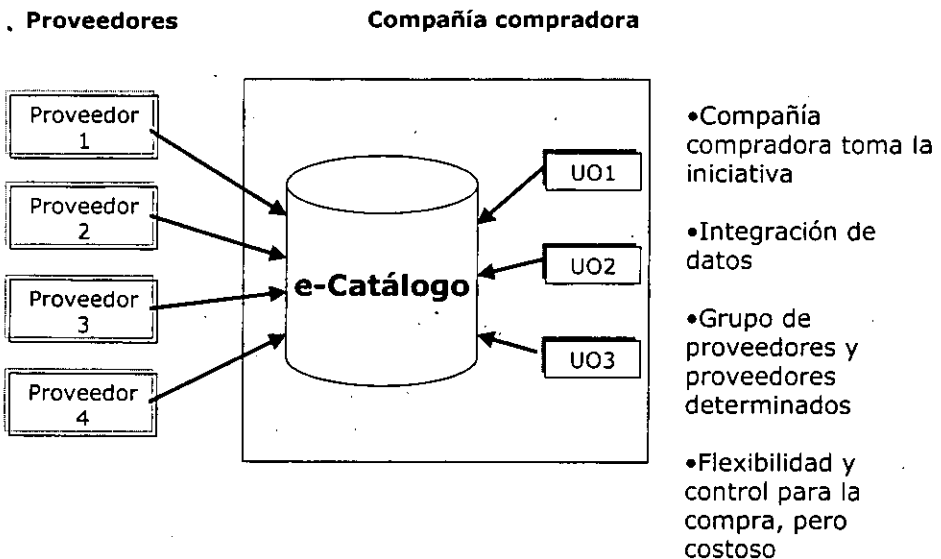 Proveedores
Compañía compradora
Proveedor
1
Proveedor
2
Proveedor
3
Proveedor
4
e-Catálogo
UO1
UO2
UO3
•Compañía
compradora toma la
iniciativa
•Integración de
datos
•Grupo de
proveedores y
proveedores
determinados
•Flexibilidad y
control para la
compra, pero
costoso